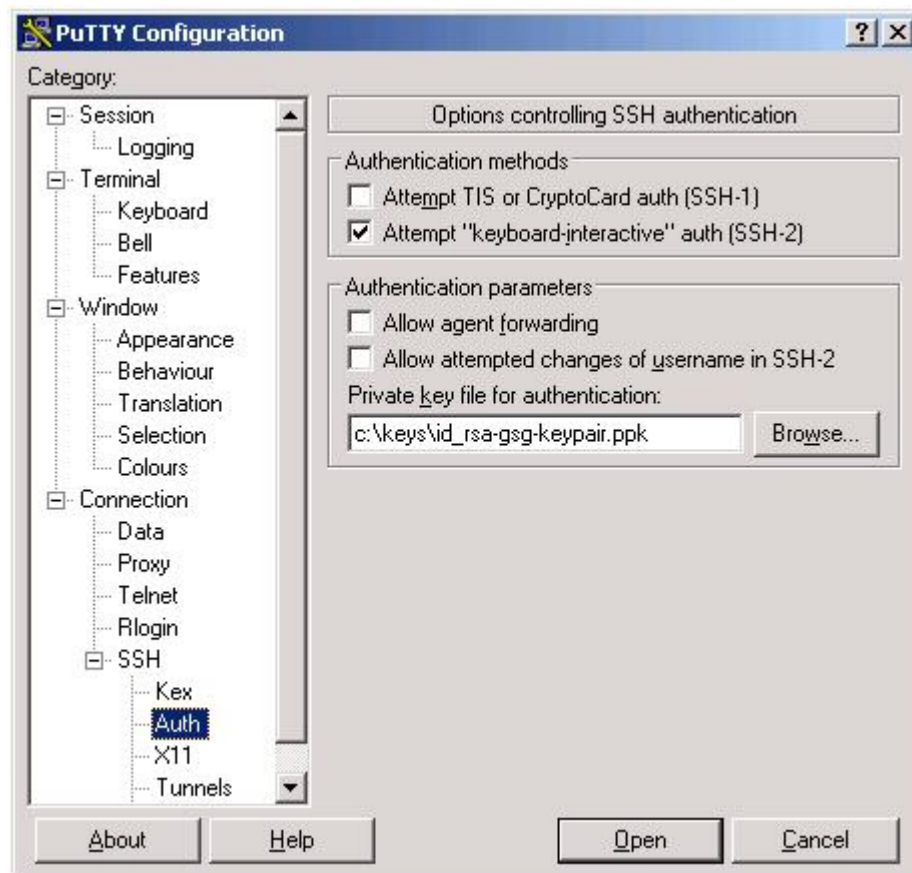 PuTTY Configuration
Category:
Session
Logging
Terminal
Keyboard
Bell
Features
Window
Appearance
Behaviour
Translation
Selection
Colours
Connection
Data
Proxy
Telnet
Rlogin
SSH
Kex
Auth
X11
Tunnels
Options controlling SSH authentication
Authentication methods
Attempt TIS or CryptoCard auth (SSH-1)
Attempt "keyboard-interactive" auth (SSH-2)
Authentication parameters
Allow agent forwarding
Allow attempted changes of username in SSH-2
Private key file for authentication:
c:\keys\id_rsa-gsg-keypair.ppk
Browse...
About
Help
Open
Cancel